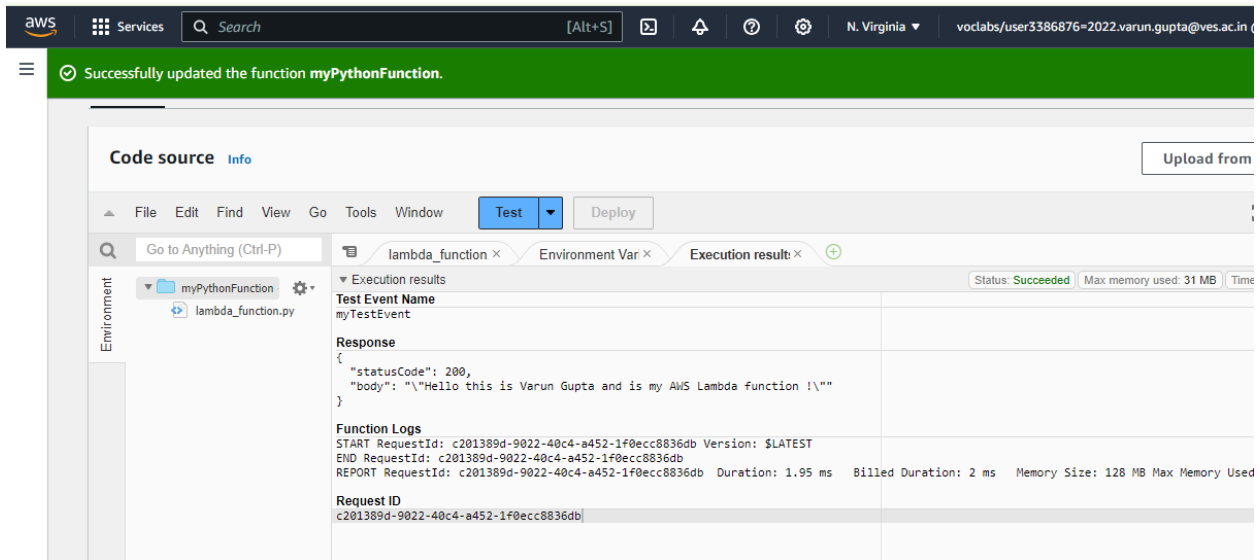 aws
Services
Search [Alt+S]
N. Virginia ▼
voclabs/user3386876=2022.varun.gupta@ves.ac.in
Successfully updated the function myPythonFunction.
Code source Info
Upload from
File Edit Find View Go Tools Window Test Deploy
Go to Anything (Ctrl-P)
lambda_function × Environment Vari × Execution results ×
Environment
myPythonFunction
lambda_function.py
Execution results
Status: Succeeded Max memory used: 31 MB Time
Test Event Name
myTestEvent
Response
{
"statusCode": 200,
"body": "\"Hello this is Varun Gupta and is my AWS Lambda function !\""
}
Function Logs
START RequestId: c201389d-9022-40c4-a452-1f0ecc8836db Version: $LATEST
END RequestId: c201389d-9022-40c4-a452-1f0ecc8836db
REPORT RequestId: c201389d-9022-40c4-a452-1f0ecc8836db Duration: 1.95 ms Billed Duration: 2 ms Memory Size: 128 MB Max Memory Used
Request ID
c201389d-9022-40c4-a452-1f0ecc8836db